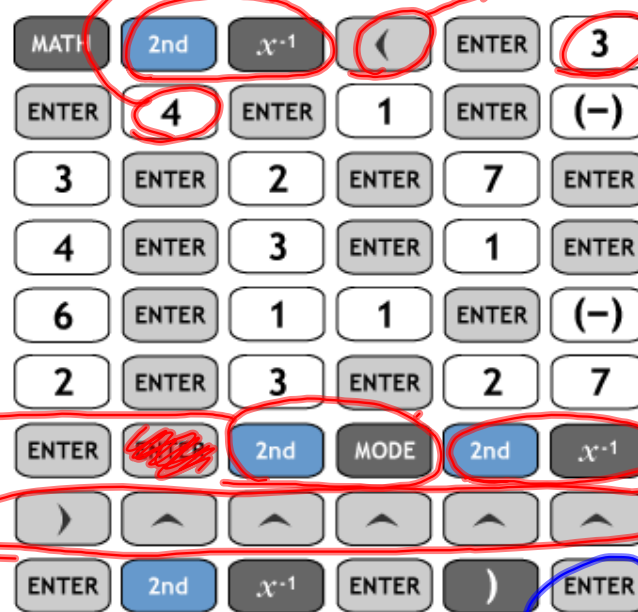 MATH 2nd x⁻¹ ENTER 3
ENTER 4 ENTER 1 ENTER (−)
3 ENTER 2 ENTER 7 ENTER
4 ENTER 3 ENTER 1 ENTER
6 ENTER 1 1 ENTER (−)
2 ENTER 3 ENTER 2 7
ENTER ENTER 2nd MODE 2nd x⁻¹
ENTER 2nd x⁻¹ ENTER ) ENTER